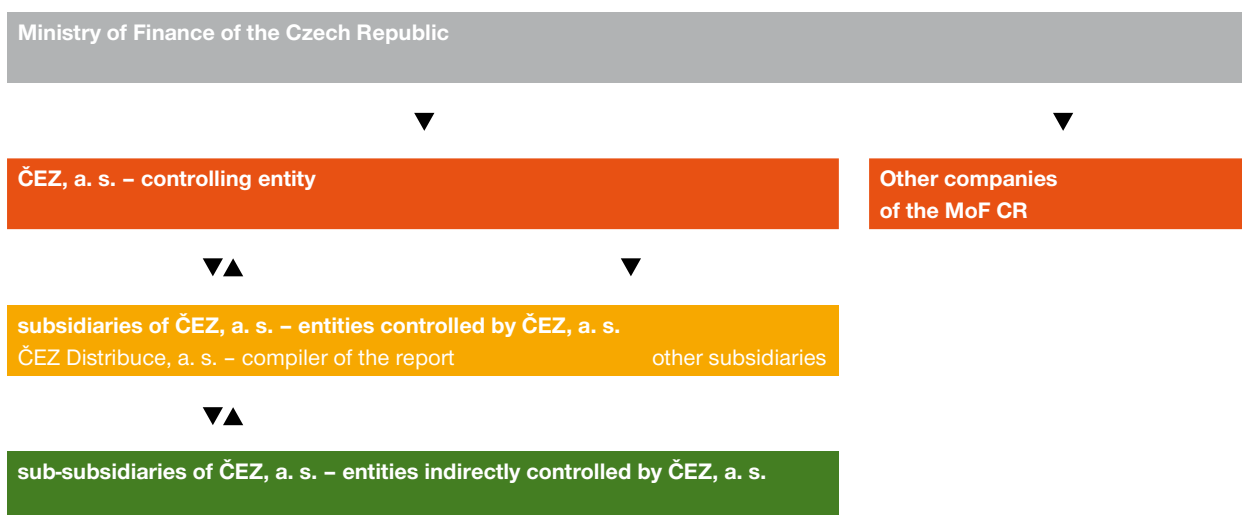 Ministry of Finance of the Czech Republic
ČEZ, a. s. – controlling entity
Other companies
of the MoF CR
subsidiaries of ČEZ, a. s. – entities controlled by ČEZ, a. s.
ČEZ Distribuce, a. s. – compiler of the report other subsidiaries
sub-subsidiaries of ČEZ, a. s. – entities indirectly controlled by ČEZ, a. s.